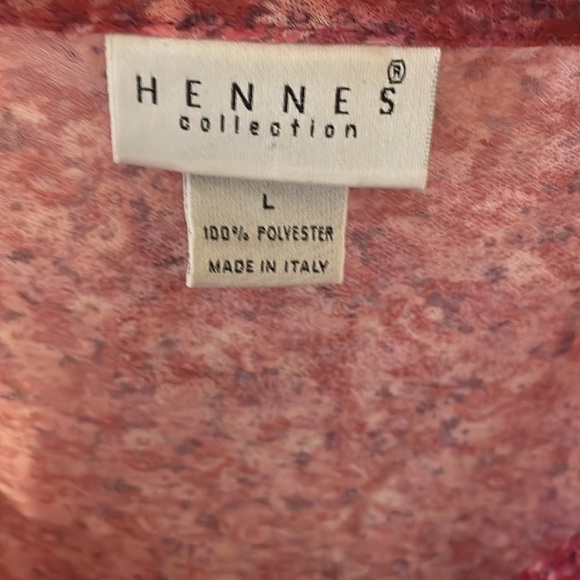 HENNES®
collection
L
100% POLYESTER
MADE IN ITALY